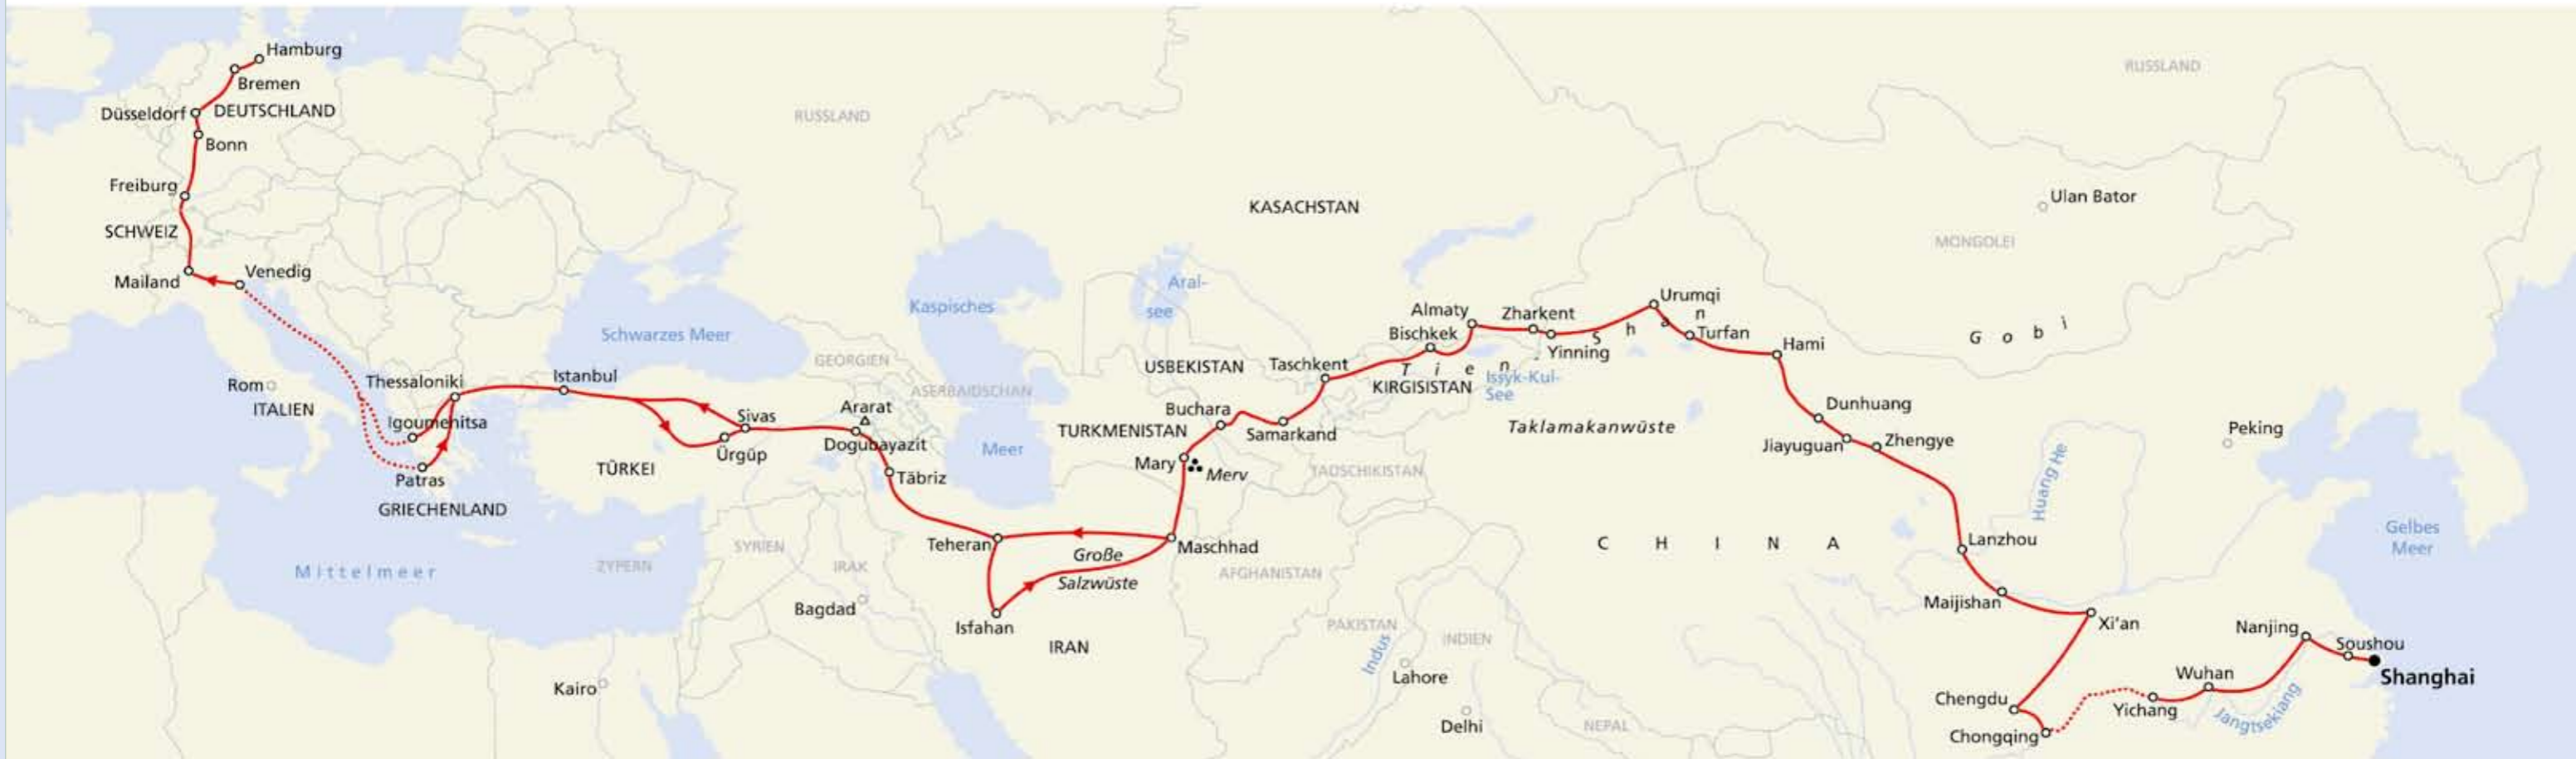 Hamburg
Bremen
Düsseldorf
DEUTSCHLAND
Bonn
Freiburg
SCHWEIZ
Mailand
Venedig
Rom
ITALIEN
Thessaloniki
Igoumenitsa
Patras
GRIECHENLAND
Mittelmeer
Istanbul
Schwarzes Meer
TÜRKEI
Sivas
Ürgüp
Ararat
Dogubayazit
Täbriz
ZYPERN
SYRIEN
IRAK
Bagdad
Kairo
RUSSLAND
GEORGIEN
ASERBAIDSCHAN
Kaspisches
Meer
Teheran
Isfahan
IRAN
Große
Salzwüste
Maschhad
AFGHANISTAN
Mary
Merv
TURKMENISTAN
Buchara
USBEKISTAN
Samarkand
Taschkent
TADSCHIKISTAN
Aral-
see
KASACHSTAN
KIRGISISTAN
Bischkek
Almaty
Zharkent
Yinning
Tien Shan
Issyk-Kul-
See
Taklamakanwüste
Urumqi
Turfan
Hami
Dunhuang
Jiayuguan
Zhengye
CHINA
PAKISTAN
Indus
INDIEN
Lahore
Delhi
NEPAL
RUSSLAND
Ulan Bator
MONGOLEI
Gobi
Peking
Huang He
Gelbes
Meer
Lanzhou
Maijishan
Xi'an
Chengdu
Chongqing
Yichang
Wuhan
Jangtsekiang
Nanjing
Soushou
Shanghai